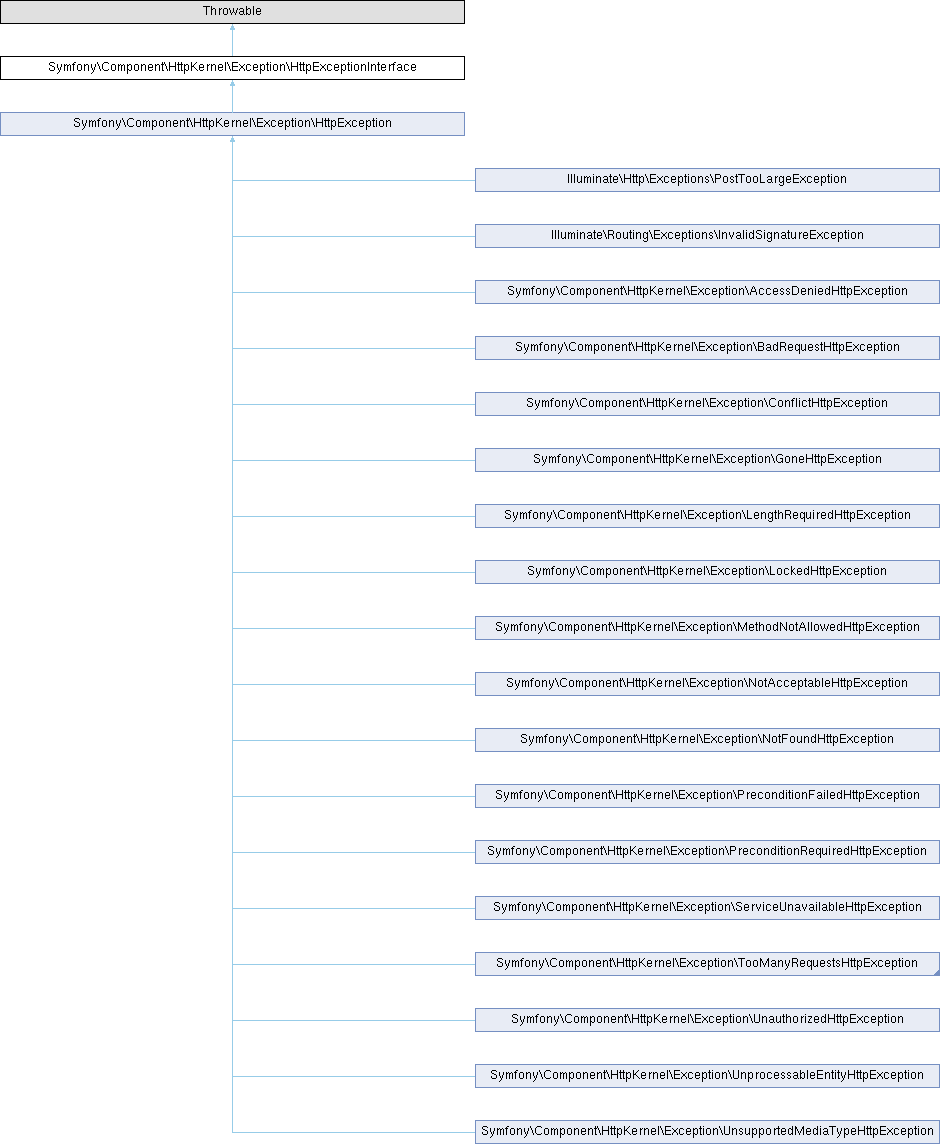 Throwable
Symfony\Component\HttpKernel\Exception\HttpExceptionInterface
Symfony\Component\HttpKernel\Exception\HttpException
Illuminate\Http\Exceptions\PostTooLargeException
Illuminate\Routing\Exceptions\InvalidSignatureException
Symfony\Component\HttpKernel\Exception\AccessDeniedHttpException
Symfony\Component\HttpKernel\Exception\BadRequestHttpException
Symfony\Component\HttpKernel\Exception\ConflictHttpException
Symfony\Component\HttpKernel\Exception\GoneHttpException
Symfony\Component\HttpKernel\Exception\LengthRequiredHttpException
Symfony\Component\HttpKernel\Exception\LockedHttpException
Symfony\Component\HttpKernel\Exception\MethodNotAllowedHttpException
Symfony\Component\HttpKernel\Exception\NotAcceptableHttpException
Symfony\Component\HttpKernel\Exception\NotFoundHttpException
Symfony\Component\HttpKernel\Exception\PreconditionFailedHttpException
Symfony\Component\HttpKernel\Exception\PreconditionRequiredHttpException
Symfony\Component\HttpKernel\Exception\ServiceUnavailableHttpException
Symfony\Component\HttpKernel\Exception\TooManyRequestsHttpException
Symfony\Component\HttpKernel\Exception\UnauthorizedHttpException
Symfony\Component\HttpKernel\Exception\UnprocessableEntityHttpException
Symfony\Component\HttpKernel\Exception\UnsupportedMediaTypeHttpException